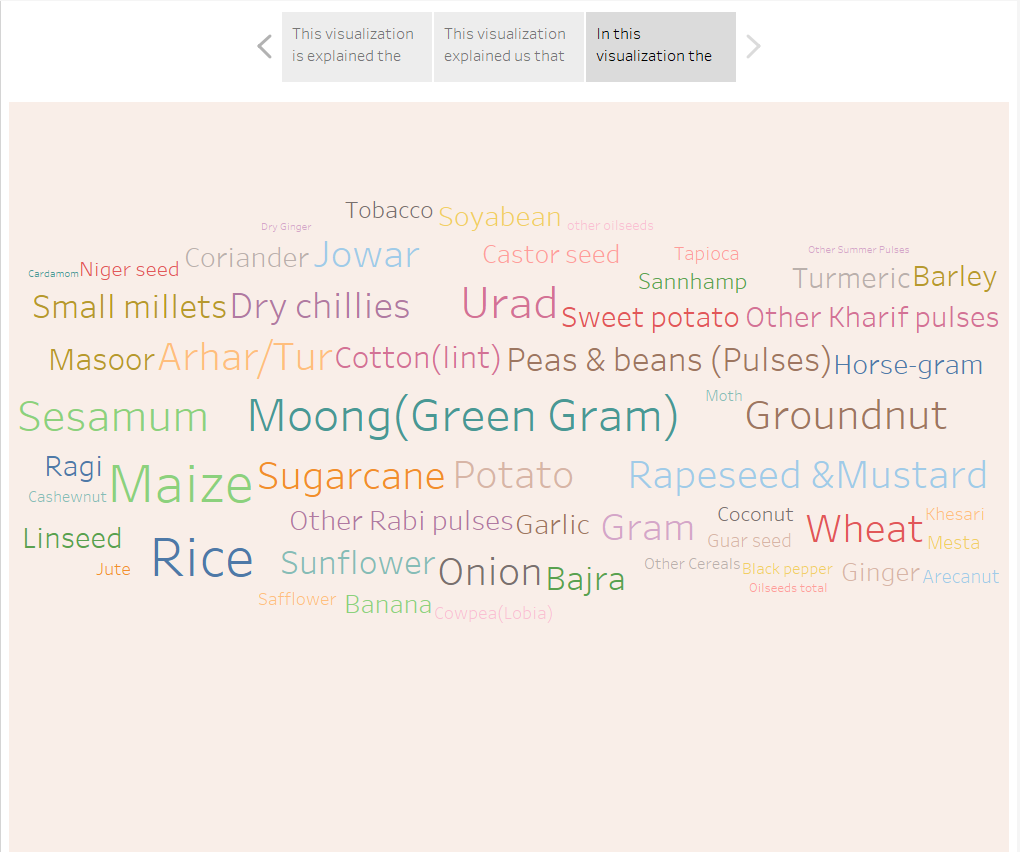 This visualization
is explained the
This visualization
explained us that
In this
visualization the
Tobacco Soyabean other oilseeds
Dry Ginger
Coriander Jowar Castor seed Tapioca Other Summer Pulses
Cardamom Niger seed Sannhamp Turmeric Barley
Small millets Dry chillies Urad Sweet potato Other Kharif pulses
Masoor Arhar/Tur Cotton(lint) Peas & beans (Pulses) Horse-gram
Sesamum Moong(Green Gram) Moth Groundnut
Ragi Maize Sugarcane Potato Rapeseed &Mustard
Cashewnut
Other Rabi pulses Garlic Gram Coconut Wheat Khesari
Linseed Guar seed Mesta
Jute Rice Sunflower Onion Bajra Other Cereals Black pepper Ginger Arecanut
Oilseeds total
Safflower Banana Cowpea(Lobia)